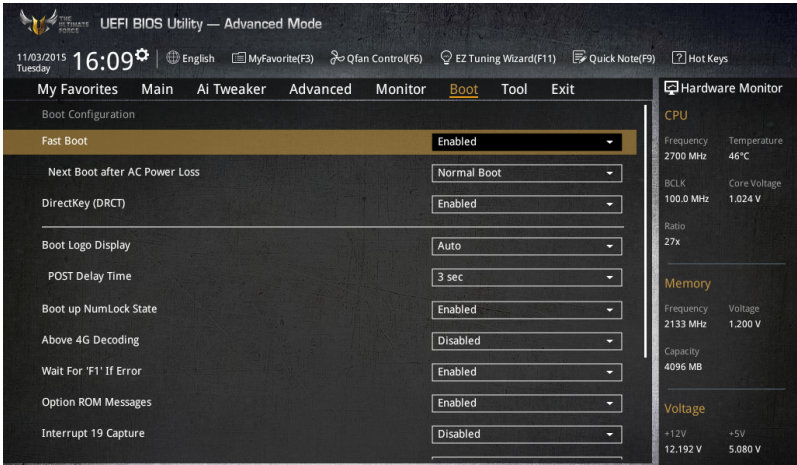 THE ULTIMATE FORCE
UEFI BIOS Utility — Advanced Mode
11/03/2015
Tuesday
16:09
English
MyFavorite(F3)
Qfan Control(F6)
EZ Tuning Wizard(F11)
Quick Note(F9)
? Hot Keys
My Favorites Main Ai Tweaker Advanced Monitor Boot Tool Exit
Hardware Monitor
Boot Configuration
Fast Boot Enabled
Next Boot after AC Power Loss Normal Boot
DirectKey (DRCT) Enabled
Boot Logo Display Auto
POST Delay Time 3 sec
Boot up NumLock State Enabled
Above 4G Decoding Disabled
Wait For 'F1' If Error Enabled
Option ROM Messages Enabled
Interrupt 19 Capture Disabled
CPU
Frequency Temperature
2700 MHz 46°C
BCLK Core Voltage
100.0 MHz 1.024 V
Ratio
27x
Memory
Frequency Voltage
2133 MHz 1.200 V
Capacity
4096 MB
Voltage
+12V +5V
12.192 V 5.080 V